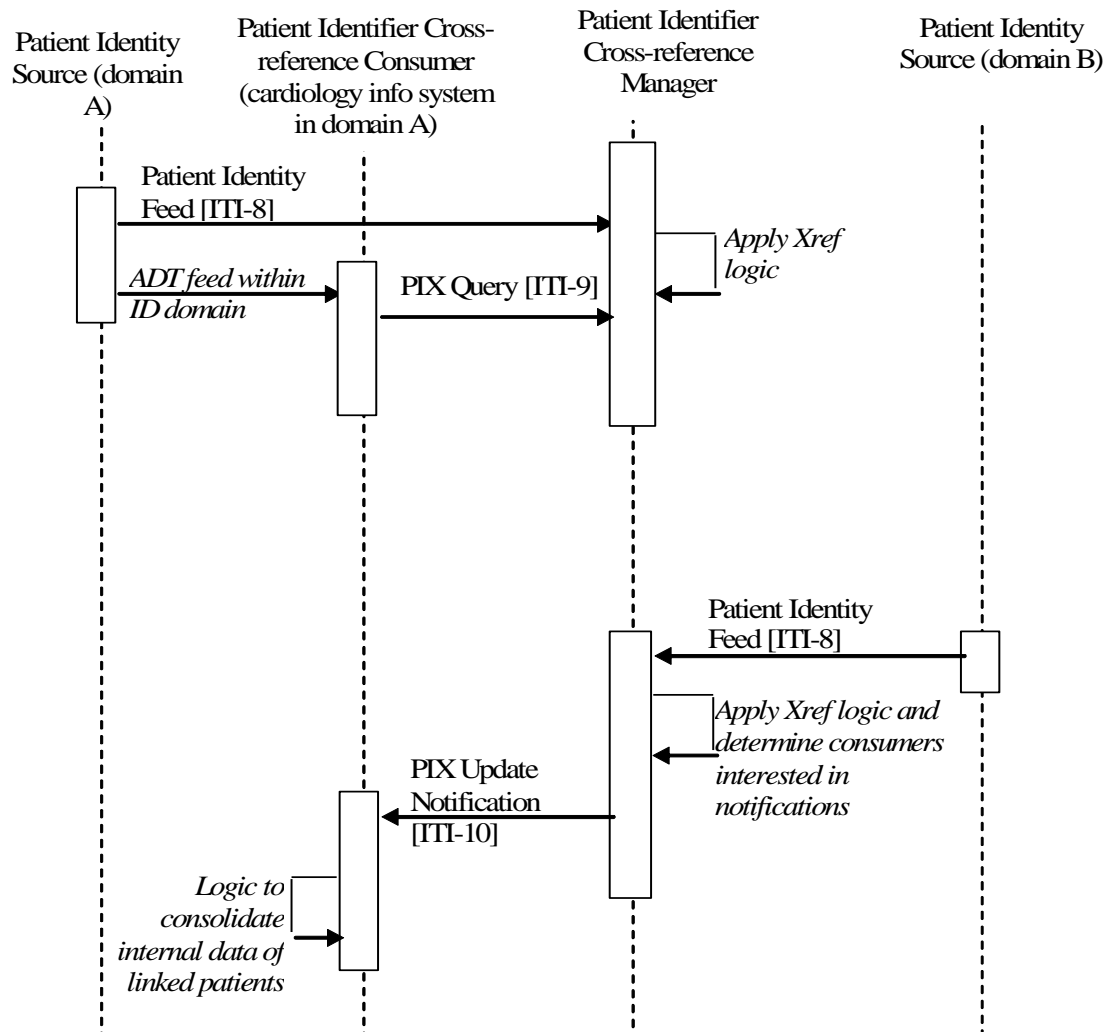 Patient Identity
Source (domain
A)
Patient Identifier Cross-
reference Consumer
(cardiology info system
in domain A)
Patient Identifier
Cross-reference
Manager
Patient Identity
Source (domain B)
Patient Identity
Feed [ITI-8]
Apply Xref
logic
ADT feed within
ID domain
PIX Query [ITI-9]
Patient Identity
Feed [ITI-8]
Apply Xref logic and
determine consumers
interested in
notifications
PIX Update
Notification
[ITI-10]
Logic to
consolidate
internal data of
linked patients